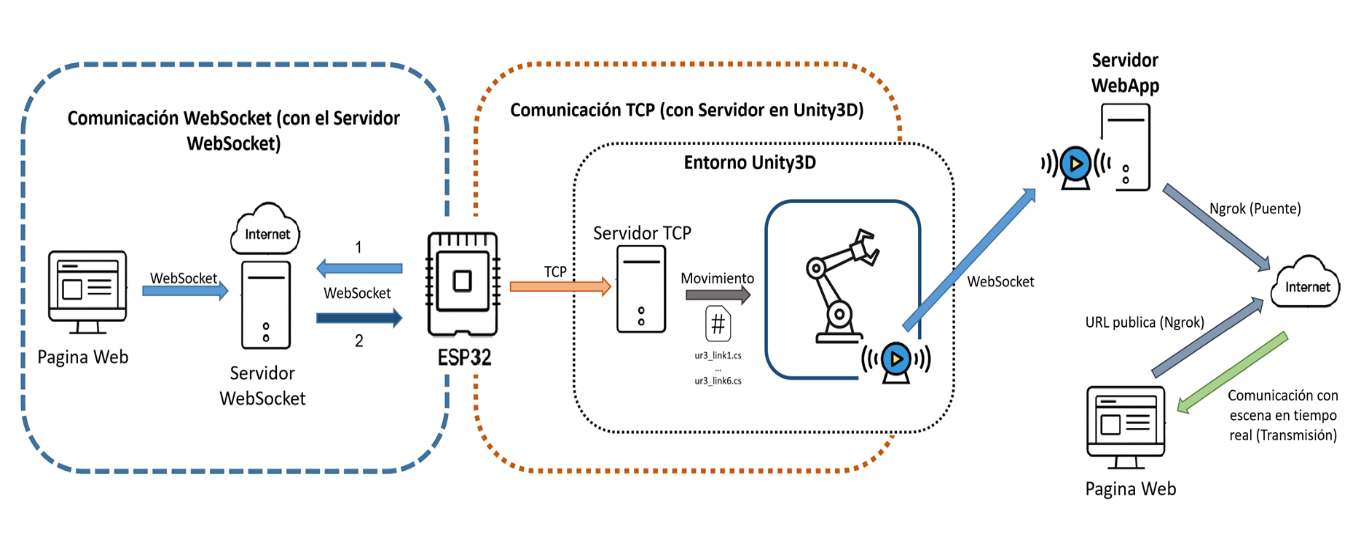 Comunicación WebSocket (con el Servidor
WebSocket)
Internet
1
WebSocket
WebSocket
2
Pagina Web
Servidor
WebSocket
ESP32
Comunicación TCP (con Servidor en Unity3D)
Entorno Unity3D
TCP
Servidor TCP
Movimiento
#
ur3_link1.cs
...
ur3_link6.cs
WebSocket
Servidor
WebApp
Ngrok (Puente)
Internet
URL publica (Ngrok)
Comunicación con
escena en tiempo
real (Transmisión)
Pagina Web